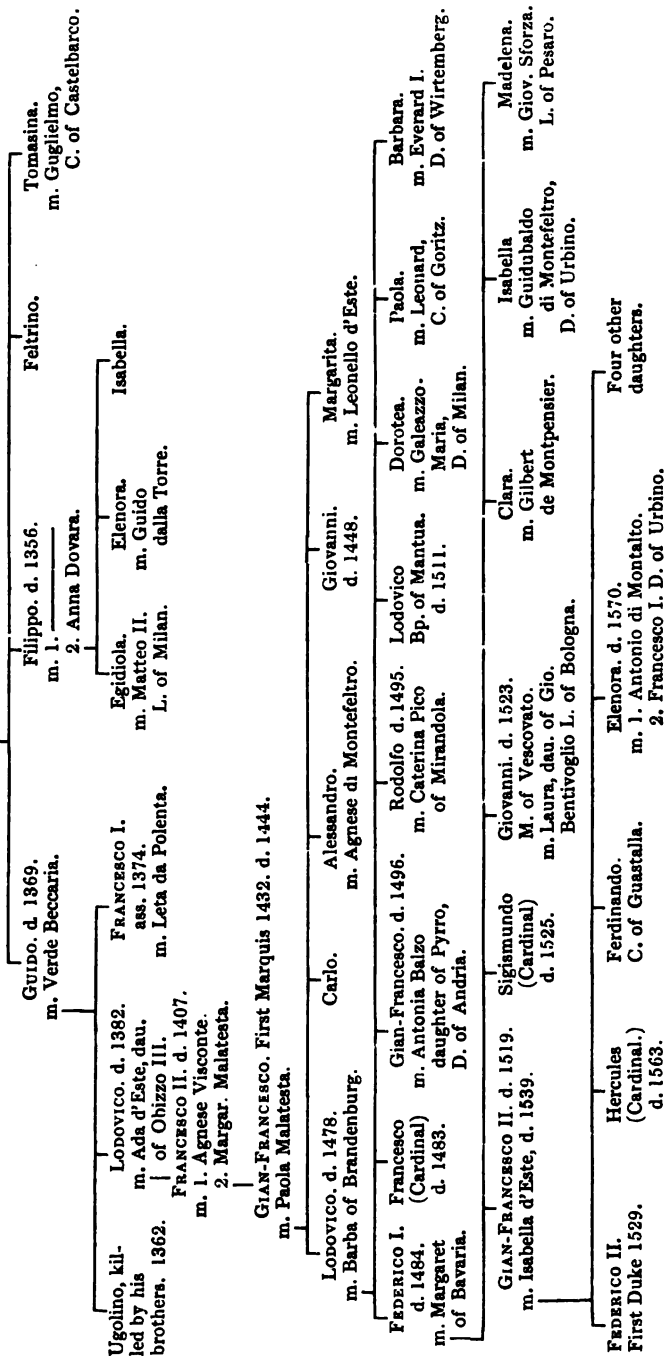 GUIDO. d. 1369.
m. Verde Beccaria.
Filippo. d. 1356.
m. 1.
2. Anna Dovara.
Feltrino.
Tomasina.
m. Guglielmo,
C. of Castelbarco.
Ugolino, kil-
led by his
brothers. 1362.
LODOVICO. d. 1382.
m. Ada d'Este, dau.
of Obizzo III.
FRANCESCO I.
ass. 1374.
m. Leta da Polenta.
Egidiola.
m. Matteo II.
L. of Milan.
Elenora.
m. Guido
dalla Torre.
Isabella.
FRANCESCO II. d. 1407.
m. 1. Agnese Visconte.
2. Margar. Malatesta.
GIAN-FRANCESCO. First Marquis 1432. d. 1444.
m. Paola Malatesta.
LODOVICO. d. 1478.
m. Barba of Brandenburg.
Carlo.
Alessandro.
m. Agnese di Montefeltro.
Giovanni.
d. 1448.
Margarita.
m. Leonello d'Este.
FEDERICO I.
d. 1484.
m. Margaret
of Bavaria.
Francesco
(Cardinal)
d. 1483.
Gian-Francesco. d. 1496.
m. Antonia Balzo
daughter of Pyrro,
D. of Andria.
Rodolfo d. 1495.
m. Caterina Pico
of Mirandola.
Lodovico
Bp. of Mantua.
d. 1511.
Dorotea.
m. Galeazzo-
Maria,
D. of Milan.
Paola.
m. Leonard,
C. of Goritz.
Barbara.
m. Everard I.
D. of Wirtemberg.
GIAN-FRANCESCO II. d. 1519.
m. Isabella d'Este, d. 1539.
Sigismundo
(Cardinal)
d. 1525.
Giovanni. d. 1523.
M. of Vescovato.
m. Laura, dau. of Gio.
Bentivoglio L. of Bologna.
Clara.
m. Gilbert
de Montpensier.
Isabella
m. Guidubaldo
di Montefeltro,
D. of Urbino.
Madelena.
m. Giov. Sforza.
L. of Pesaro.
FEDERICO II.
First Duke 1529.
Hercules
(Cardinal.)
d. 1563.
Ferdinando.
C. of Guastalla.
Elenora. d. 1570.
m. 1. Antonio di Montalto.
2. Francesco I. D. of Urbino.
Four other
daughters.